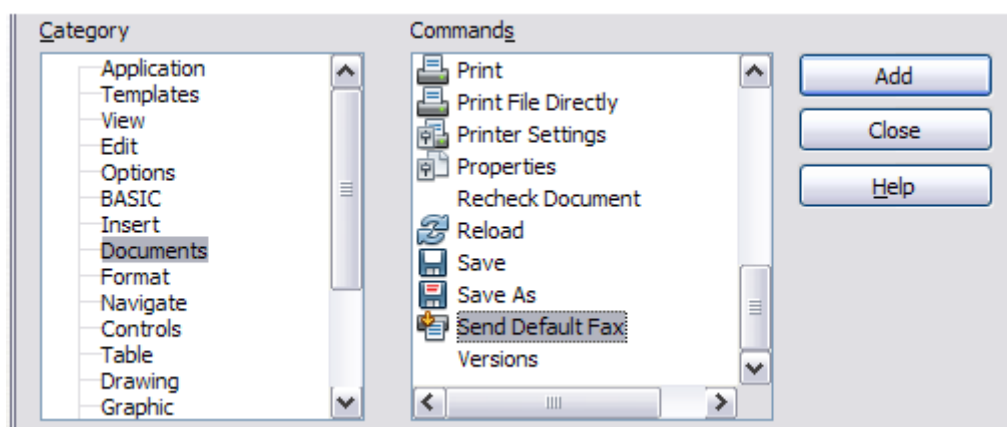 Category
Application
Templates
View
Edit
Options
BASIC
Insert
Documents
Format
Navigate
Controls
Table
Drawing
Graphic
Commands
Print
Print File Directly
Printer Settings
Properties
Recheck Document
Reload
Save
Save As
Send Default Fax
Versions
Add
Close
Help